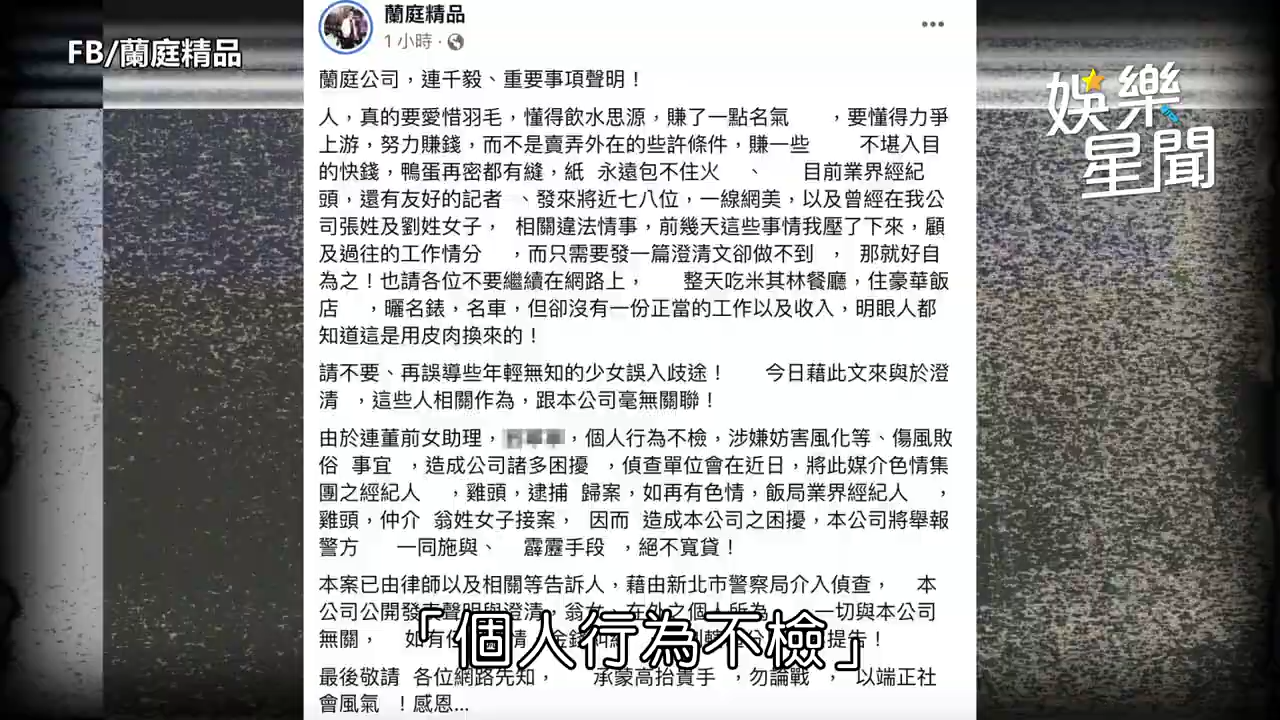 FB/蘭庭精品
娛樂
星聞
蘭庭精品
1 小時
蘭庭公司，連千毅、重要事項聲明！
人，真的要愛惜羽毛，懂得飲水思源，賺了一點名氣 ，要懂得力爭
上游，努力賺錢，而不是賣弄外在的些許條件，賺一些 不堪入目
的快錢，鴨蛋再密都有縫，紙 永遠包不住火 、 目前業界經紀
頭，還有友好的記者 、發來將近七八位，一線網美，以及曾經在我公
司張姓及劉姓女子， 相關違法情事，前幾天這些事情我壓了下來，顧
及過往的工作情分 ，而只需要發一篇澄清文卻做不到 ， 那就好自
為之！也請各位不要繼續在網路上， 整天吃米其林餐廳，住豪華飯
店 ，曬名錶，名車，但卻沒有一份正當的工作以及收入，明眼人都
知道這是用皮肉換來的！
請不要、再誤導些年輕無知的少女誤入歧途！ 今日藉此文來與於澄
清 ，這些人相關作為，跟本公司毫無關聯！
由於連董前女助理， ，個人行為不檢，涉嫌妨害風化等、傷風敗
俗 事宜 ，造成公司諸多困擾 ，偵查單位會在近日，將此媒介色情集
團之經紀人 ，雞頭，逮捕 歸案，如再有色情，飯局業界經紀人 ，
雞頭，仲介 翁姓女子接案， 因而 造成本公司之困擾，本公司將舉報
警方 一同施與、 霹靂手段 ，絕不寬貸！
本案已由律師以及相關等告訴人，藉由新北市警察局介入偵查， 本
公司公開發表聲明與澄清，翁女、在外之個人所為 一切與本公司
無關， 如有 提告！
「個人行為不檢」
最後敬請 各位網路先知， 承蒙高抬貴手 ，勿論戰 ， 以端正社
會風氣 ！感恩...